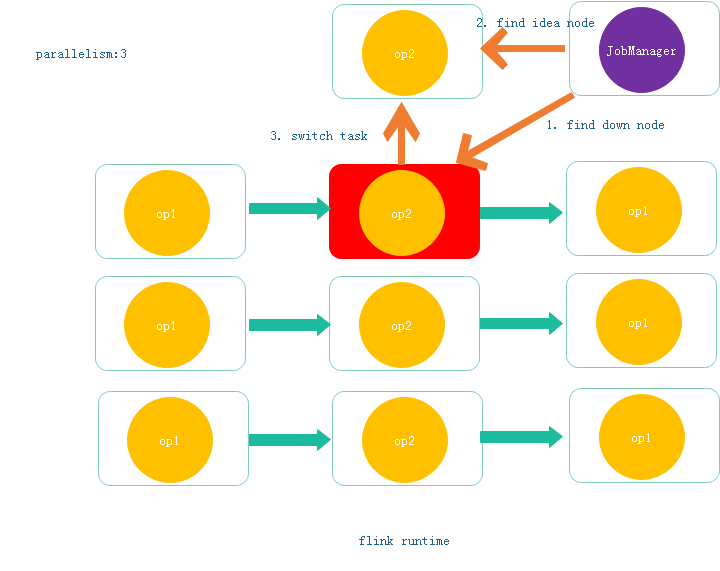 2. find idea node
parallelism:3
op2
JobManager
3. switch task
1. find down node
op1
op2
op1
op1
op2
op1
op1
op2
op1
flink runtime